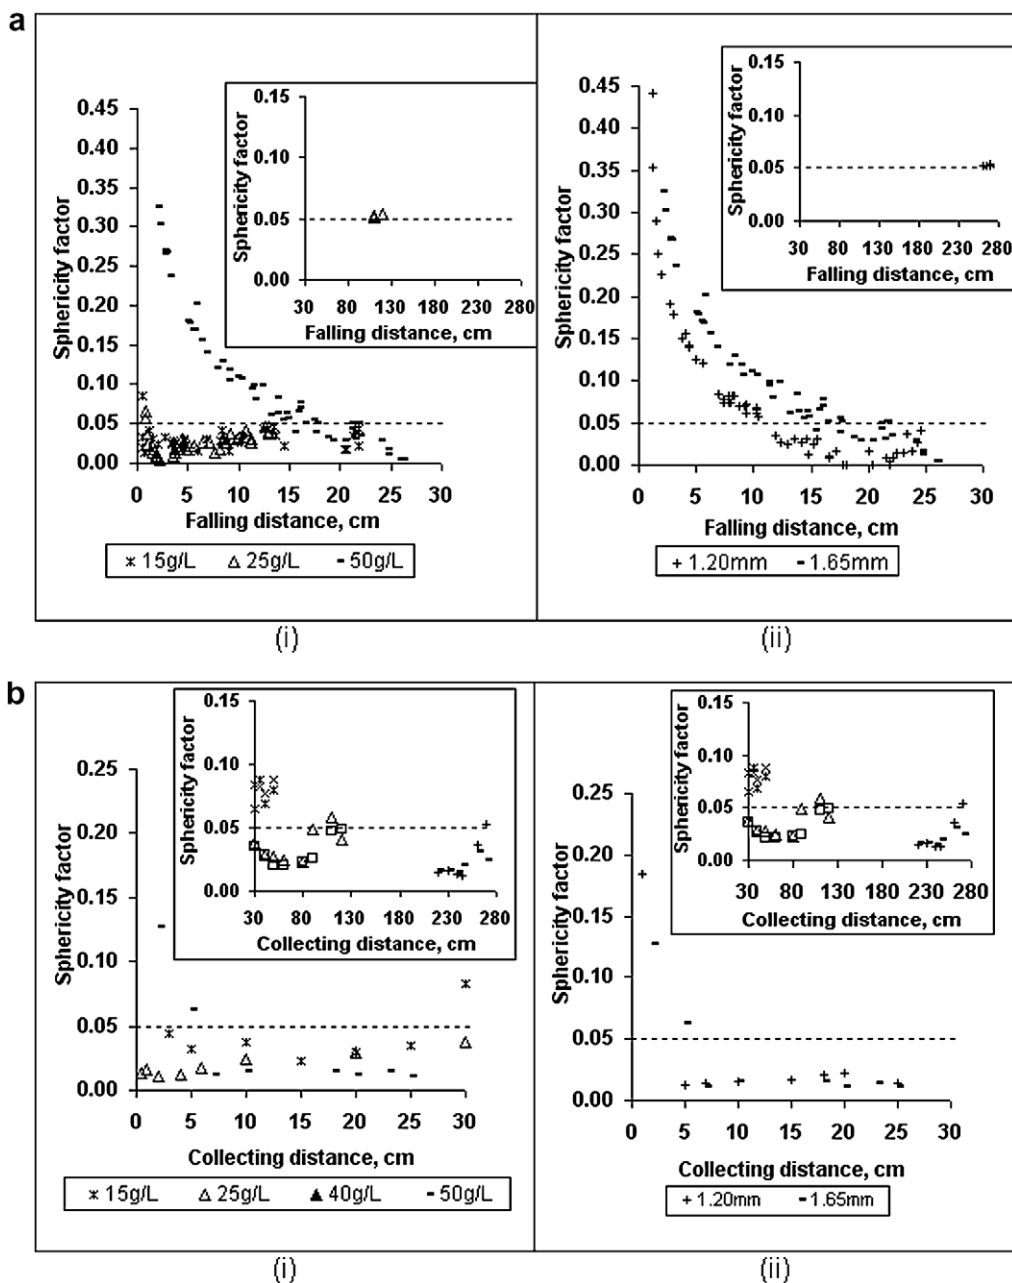 a
0.45
0.40
0.35
0.30
0.25
0.20
0.15
0.10
0.05
0.00
Sphericity factor
0 5 10 15 20 25 30
Falling distance, cm
0.15
0.10
0.05
0.00
Sphericity factor
30 80 130 180 230 280
Falling distance, cm
15g/L 25g/L 50g/L
(i)
0.45
0.40
0.35
0.30
0.25
0.20
0.15
0.10
0.05
0.00
Sphericity factor
0 5 10 15 20 25 30
Falling distance, cm
0.15
0.10
0.05
0.00
Sphericity factor
30 80 130 180 230 270
Falling distance, cm
1.20mm 1.65mm
(ii)
b
0.25
0.20
0.15
0.10
0.05
0.00
Sphericity factor
0 5 10 15 20 25 30
Collecting distance, cm
0.15
0.10
0.05
0.00
Sphericity factor
30 80 130 180 230 280
Collecting distance, cm
15g/L 25g/L 40g/L 50g/L
(i)
0.25
0.20
0.15
0.10
0.05
0.00
Sphericity factor
0 5 10 15 20 25 30
Collecting distance, cm
0.15
0.10
0.05
0.00
Sphericity factor
30 80 130 180 230 280
Collecting distance, cm
1.20mm 1.65mm
(ii)